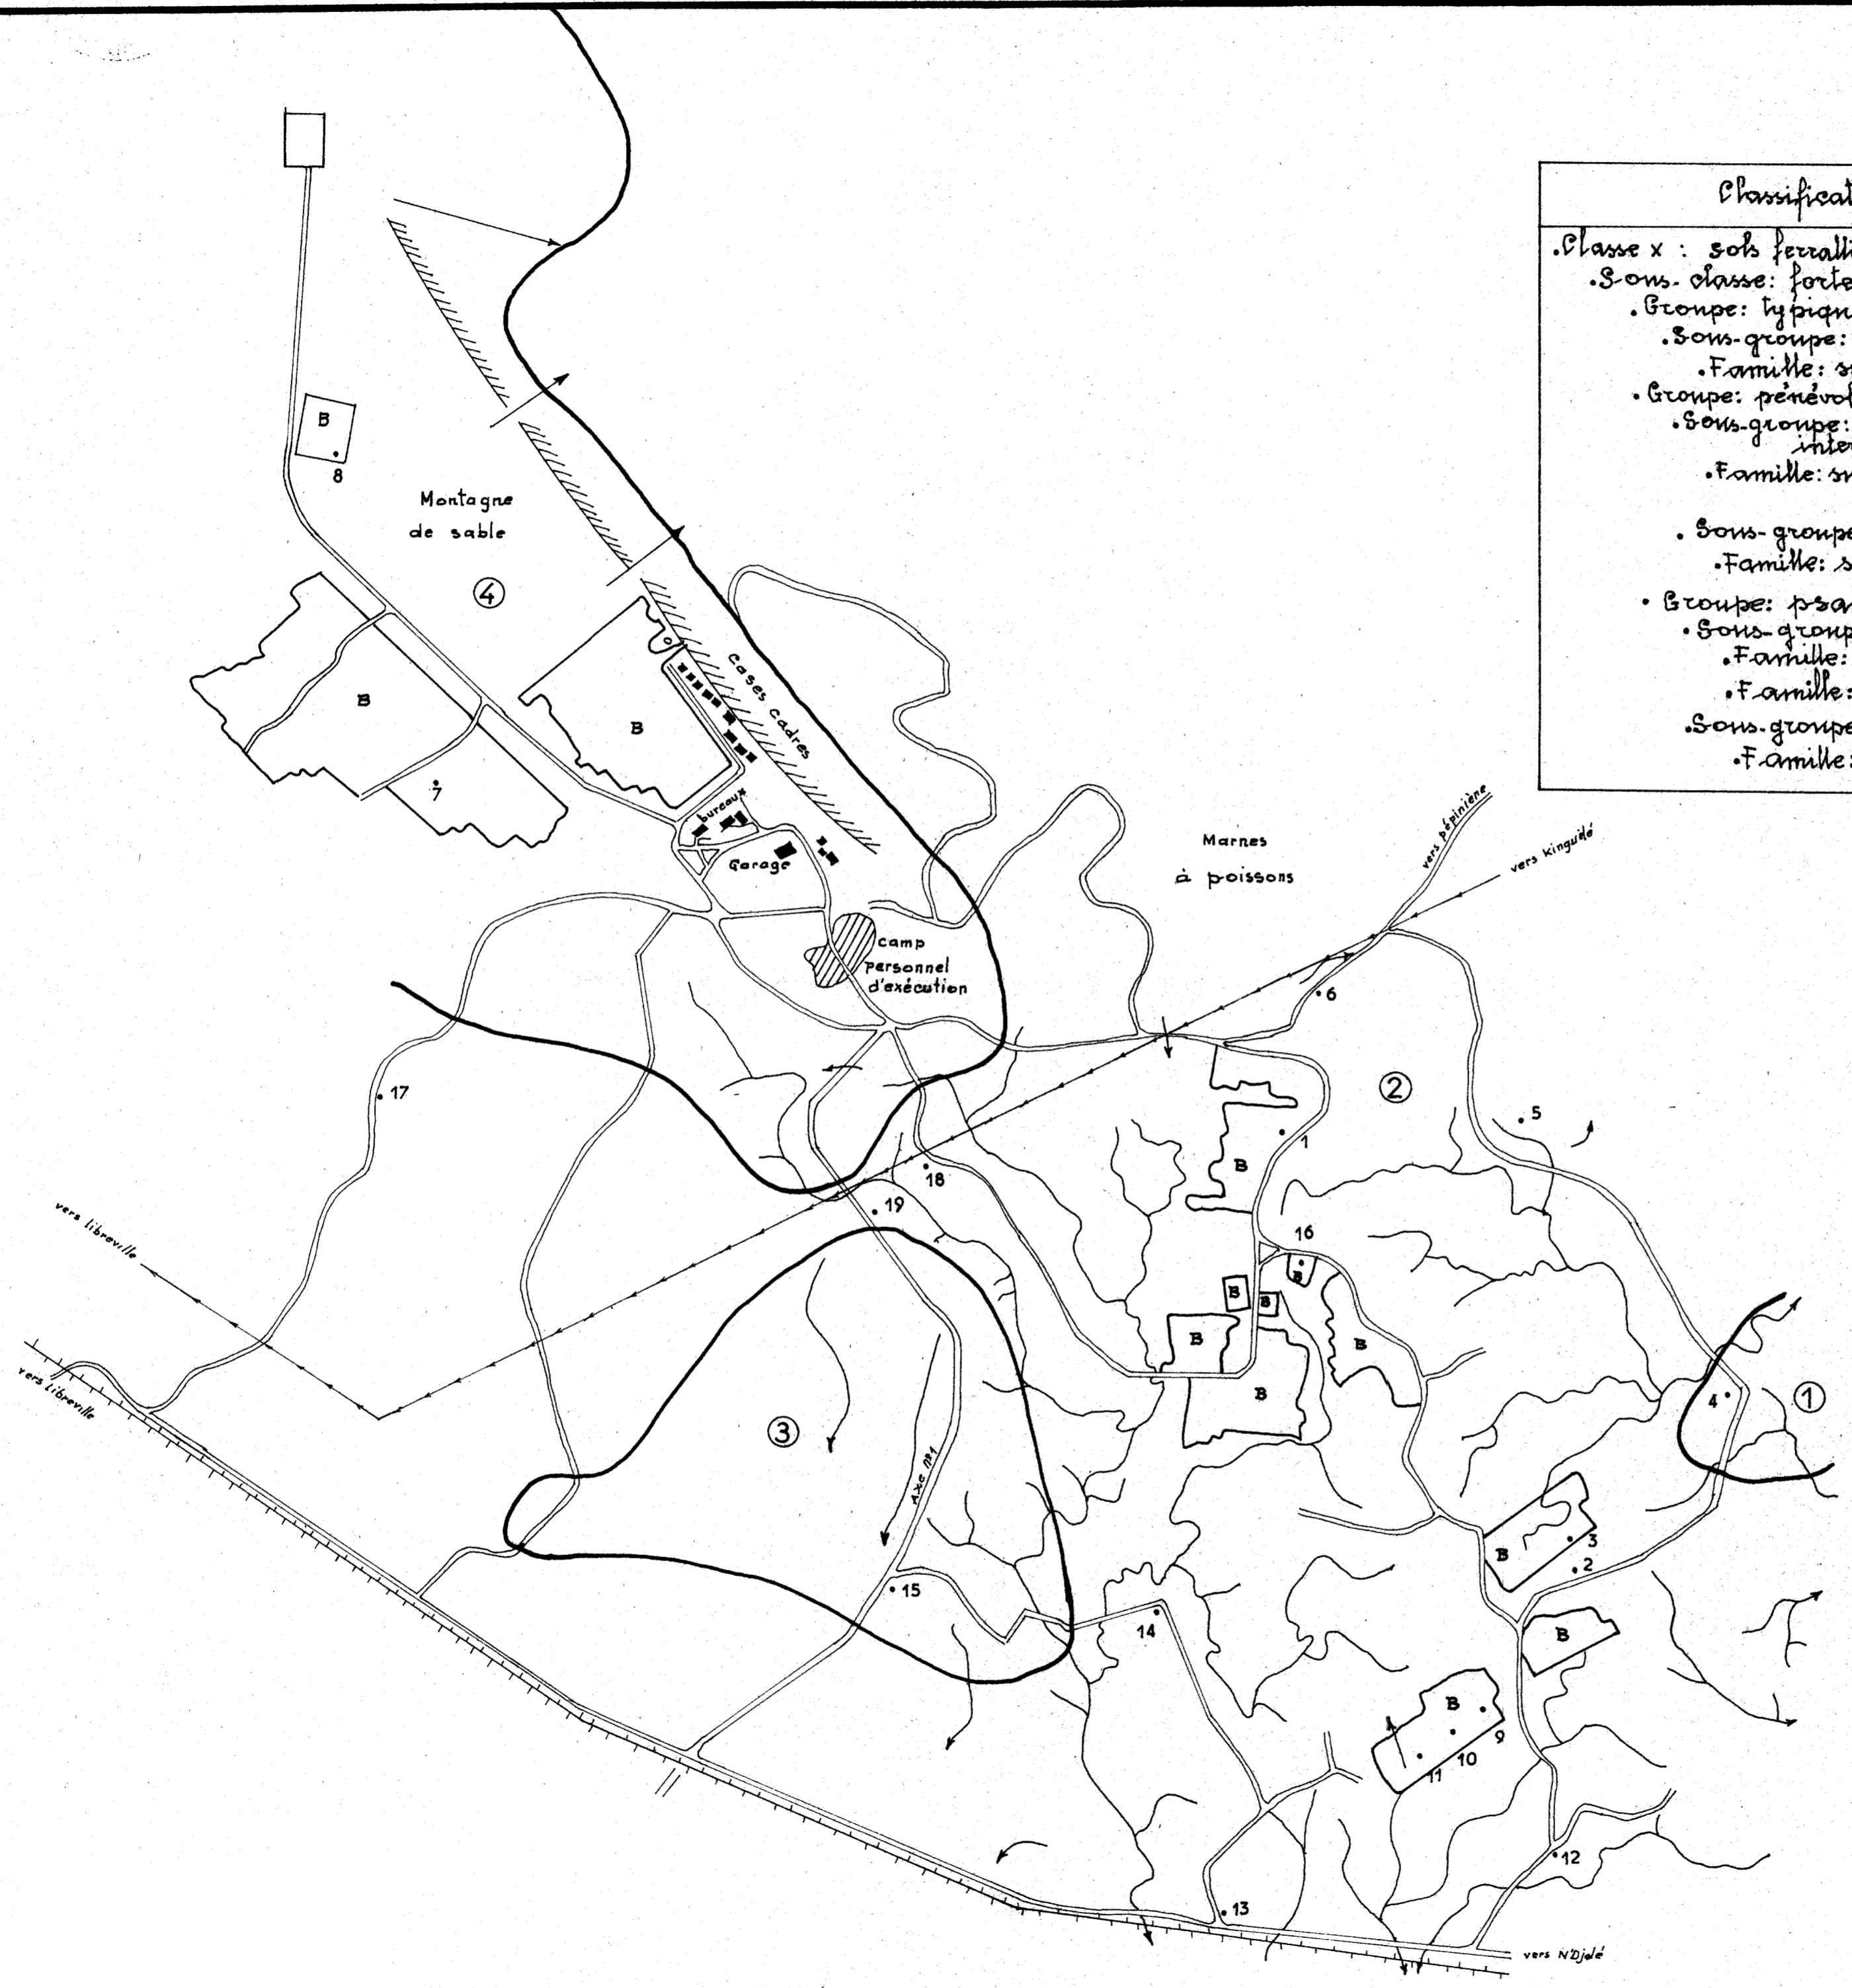 Classificat
.Classe x : sols ferralli
.Sous-classe: forte
.Groupe: typiqu
.Sous-groupe:
.Famille: s
.Groupe: pénévol
.Sous-groupe:
inter
.Famille: su
.Sous-groupe
.Famille: s
.Groupe: psa
.Sous-group
.Famille:
.Famille:
.Sous-groupe
.Famille:
B
8
Montagne
de sable
4
B
7
B
Cases cadres
bureaux
Garage
camp
personnel
d'exécution
Marnes
à poissons
vers pépinière
vers Kinguélé
6
2
5
1
B
17
18
19
16
B
B
B
B
B
B
vers libreville
vers libreville
3
Axe N°1
4
1
B
3
2
15
14
B
B
9
10
11
12
13
vers N'Djolé